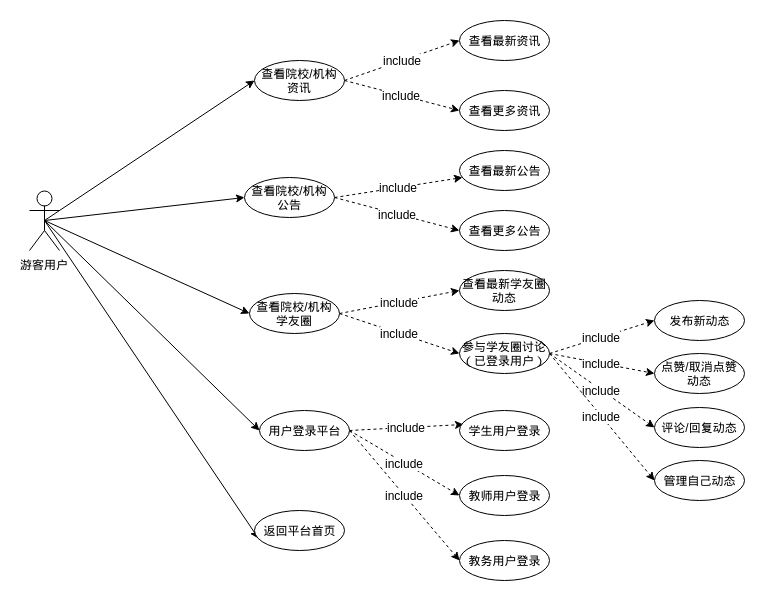 查看最新资讯
include
查看院校/机构
资讯
include
查看更多资讯
查看最新公告
include
查看院校/机构
公告
include
查看更多公告
游客用户
查看最新学友圈
动态
include
查看院校/机构
学友圈
include
参与学友圈讨论
（已登录用户）
include
发布新动态
include
点赞/取消点赞
动态
include
评论/回复动态
include
管理自己动态
用户登录平台
include
学生用户登录
include
教师用户登录
include
教务用户登录
返回平台首页